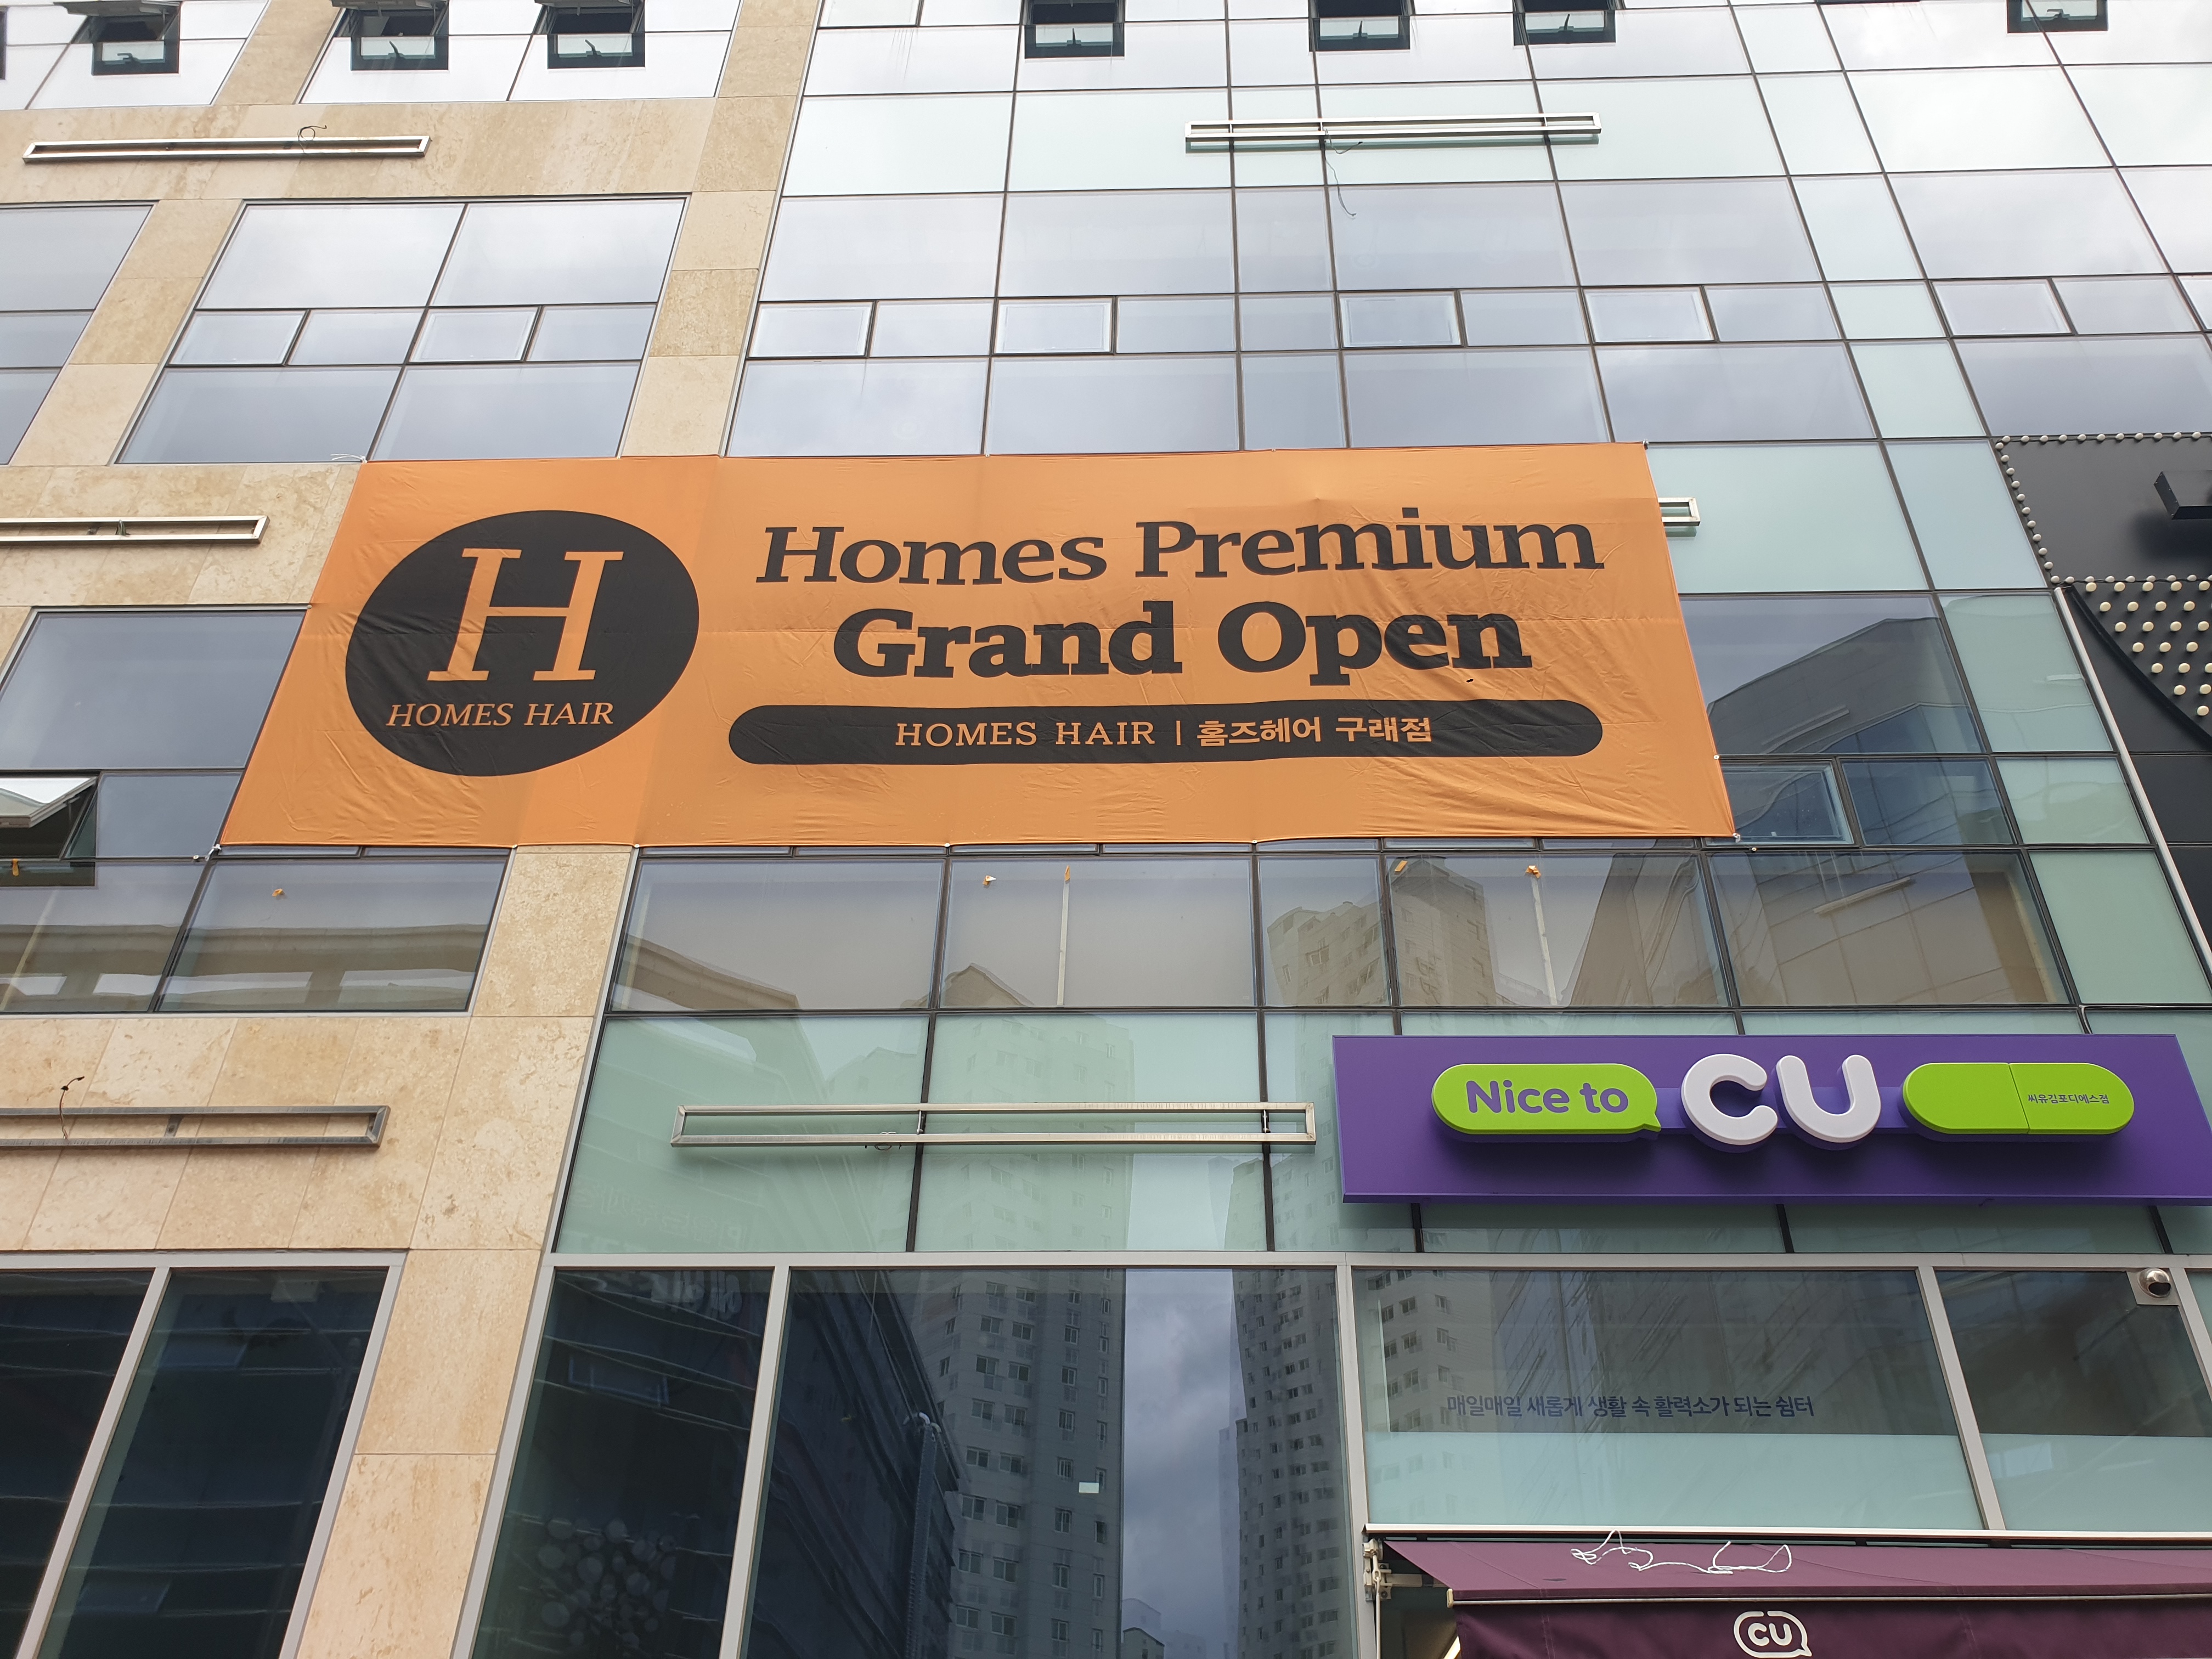 H
HOMES HAIR
Homes Premium
Grand Open
HOMES HAIR | 홈즈헤어 구래점
Nice to CU 씨유김포디에스점
매일매일 새롭게 생활 속 활력소가 되는 쉼터
CU